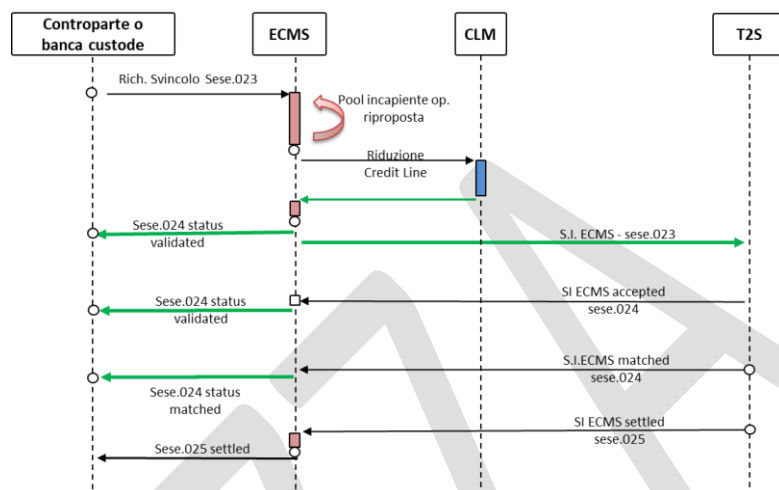 Controparte o
banca custode
ECMS
CLM
T2S
Rich. Svincolo Sese.023
Pool incapiente op.
riproposta
Riduzione
Credit Line
Sese.024 status
validated
S.I. ECMS - sese.023
Sese.024 status
validated
SI ECMS accepted
sese.024
S.I.ECMS matched
sese.024
Sese.024 status
matched
SI ECMS settled
sese.025
Sese.025 settled